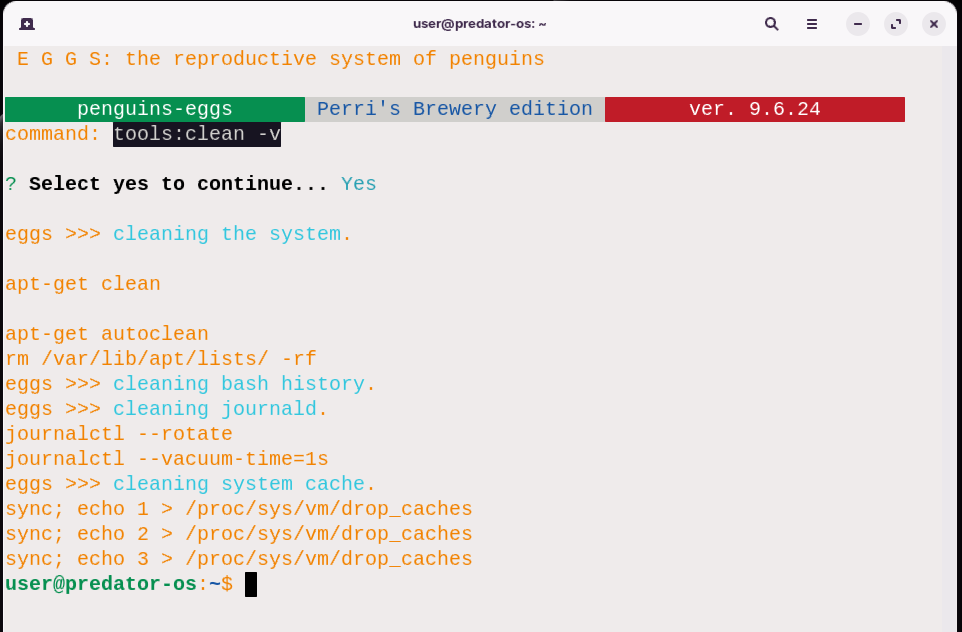 user@predator-os: ~
E G G S: the reproductive system of penguins
penguins-eggs Perri's Brewery edition ver. 9.6.24
command: tools:clean -v
? Select yes to continue... Yes
eggs >>> cleaning the system.
apt-get clean
apt-get autoclean
rm /var/lib/apt/lists/ -rf
eggs >>> cleaning bash history.
eggs >>> cleaning journald.
journalctl --rotate
journalctl --vacuum-time=1s
eggs >>> cleaning system cache.
sync; echo 1 > /proc/sys/vm/drop_caches
sync; echo 2 > /proc/sys/vm/drop_caches
sync; echo 3 > /proc/sys/vm/drop_caches
user@predator-os:~$